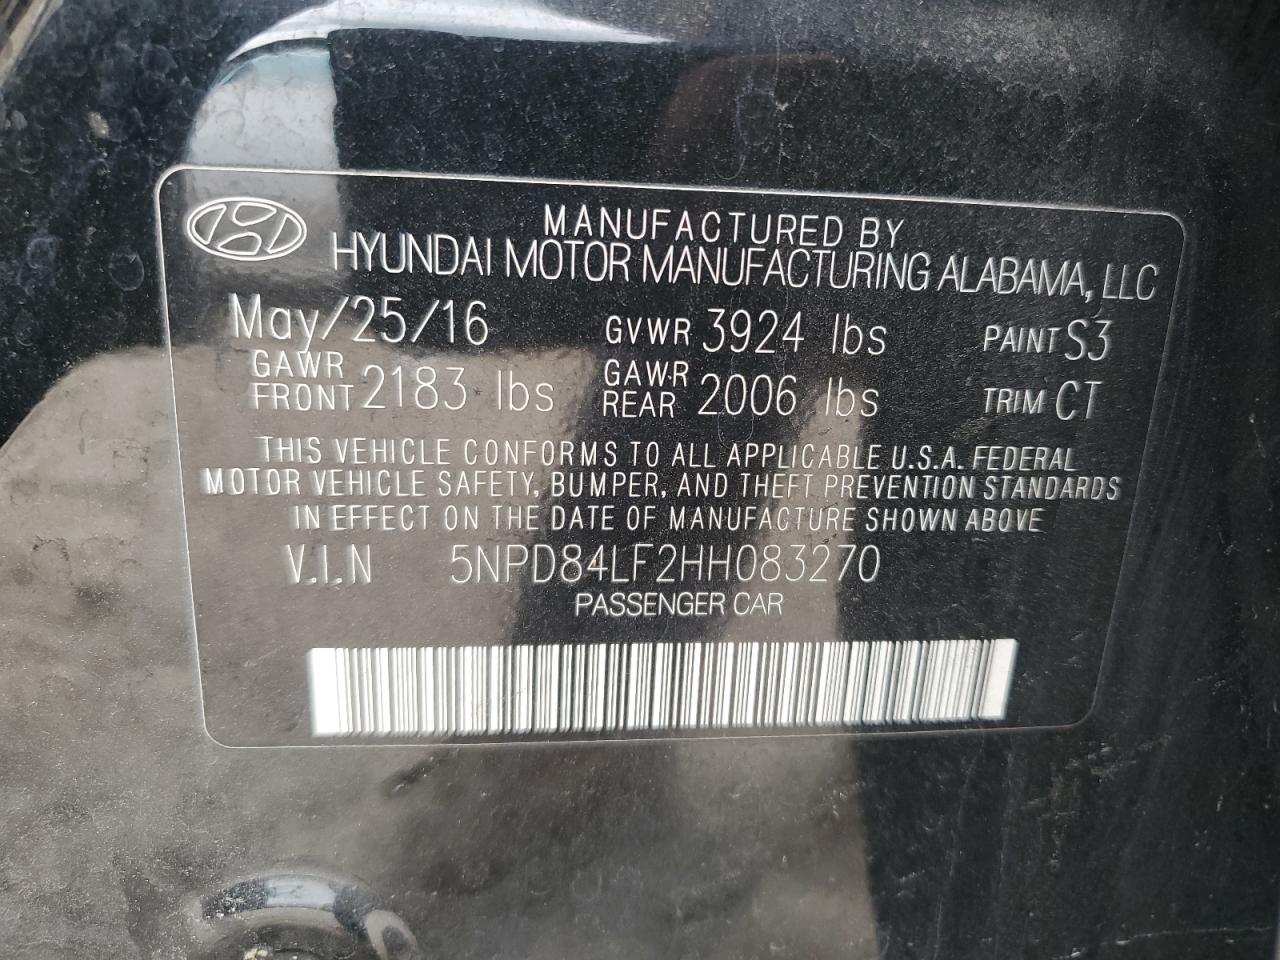 MANUFACTURED BY
HYUNDAI MOTOR MANUFACTURING ALABAMA, LLC
May/25/16 GVWR 3924 lbs PAINT S3
GAWR FRONT 2183 lbs GAWR REAR 2006 lbs TRIM CT
THIS VEHICLE CONFORMS TO ALL APPLICABLE U.S.A. FEDERAL
MOTOR VEHICLE SAFETY, BUMPER, AND THEFT PREVENTION STANDARDS
IN EFFECT ON THE DATE OF MANUFACTURE SHOWN ABOVE
V.I.N 5NPD84LF2HH083270
PASSENGER CAR